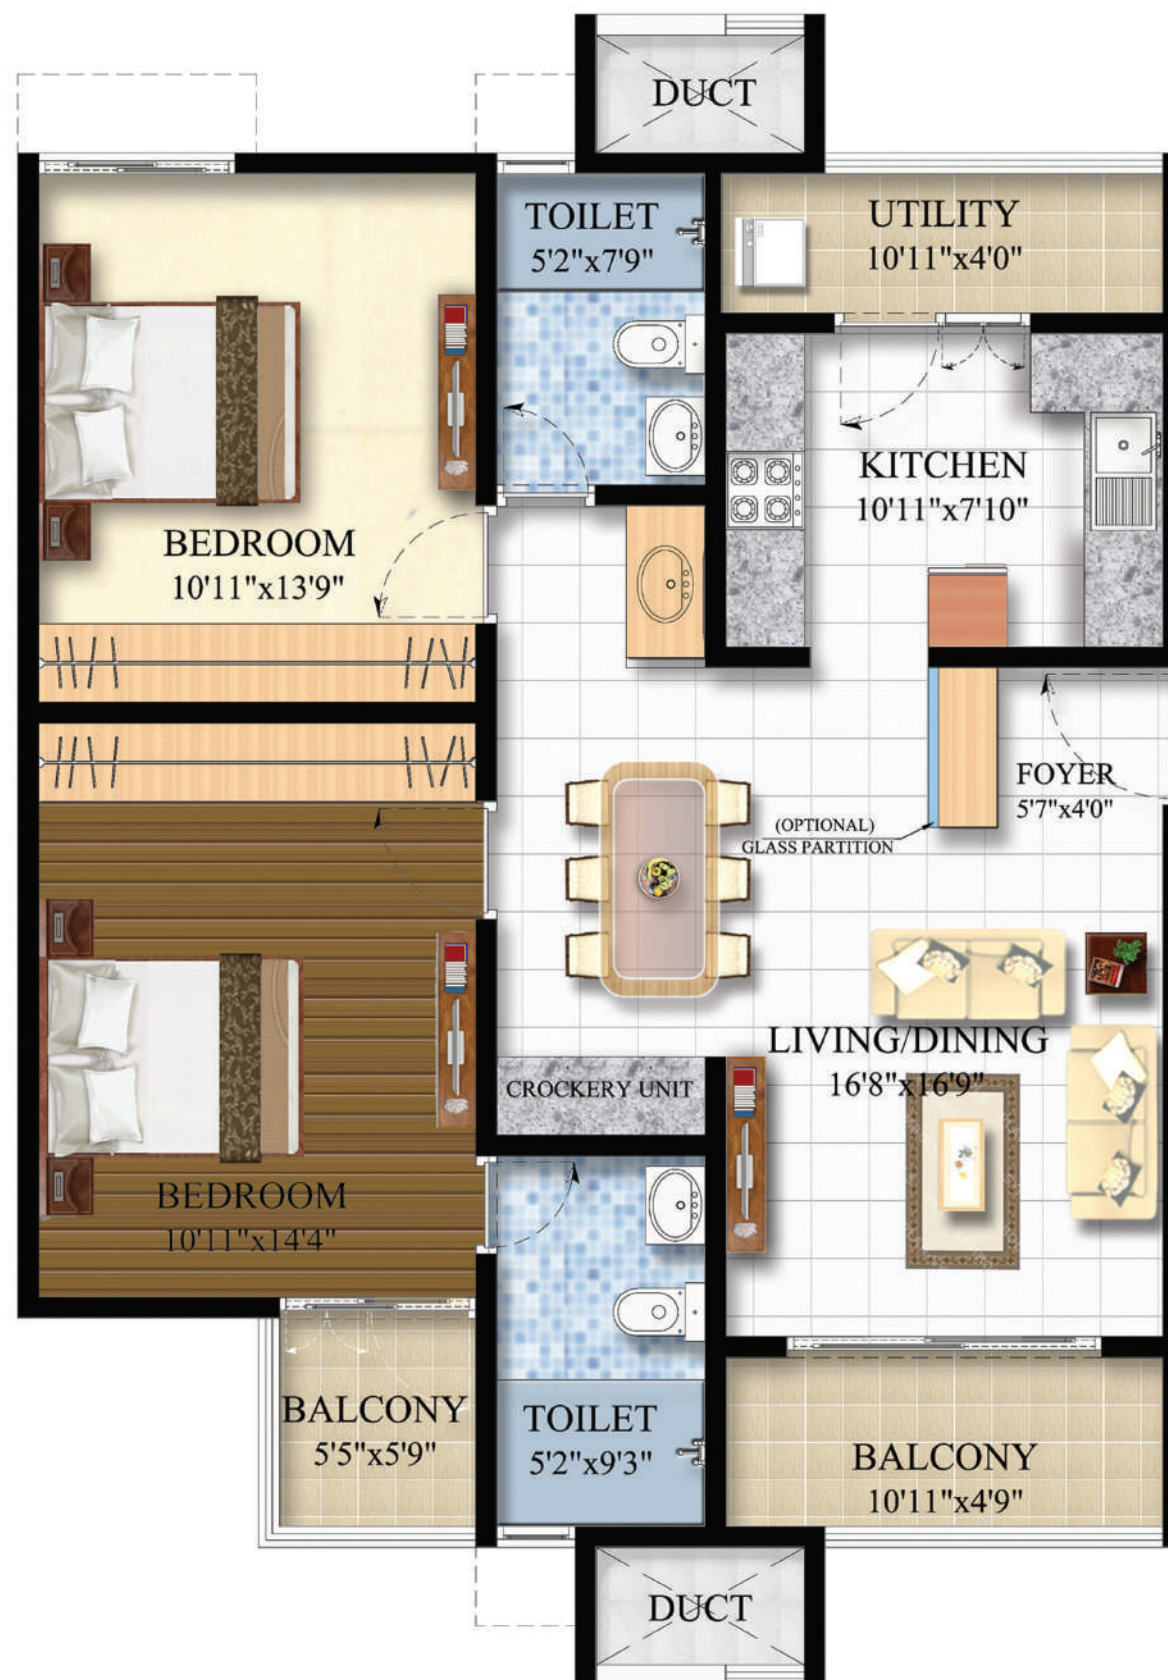 DUCT
TOILET
5'2"x7'9"
UTILITY
10'11"x4'0"
KITCHEN
10'11"x7'10"
BEDROOM
10'11"x13'9"
FOYER
5'7"x4'0"
(OPTIONAL)
GLASS PARTITION
LIVING/DINING
16'8"x16'9"
CROCKERY UNIT
BEDROOM
10'11"x14'4"
BALCONY
5'5"x5'9"
TOILET
5'2"x9'3"
BALCONY
10'11"x4'9"
DUCT